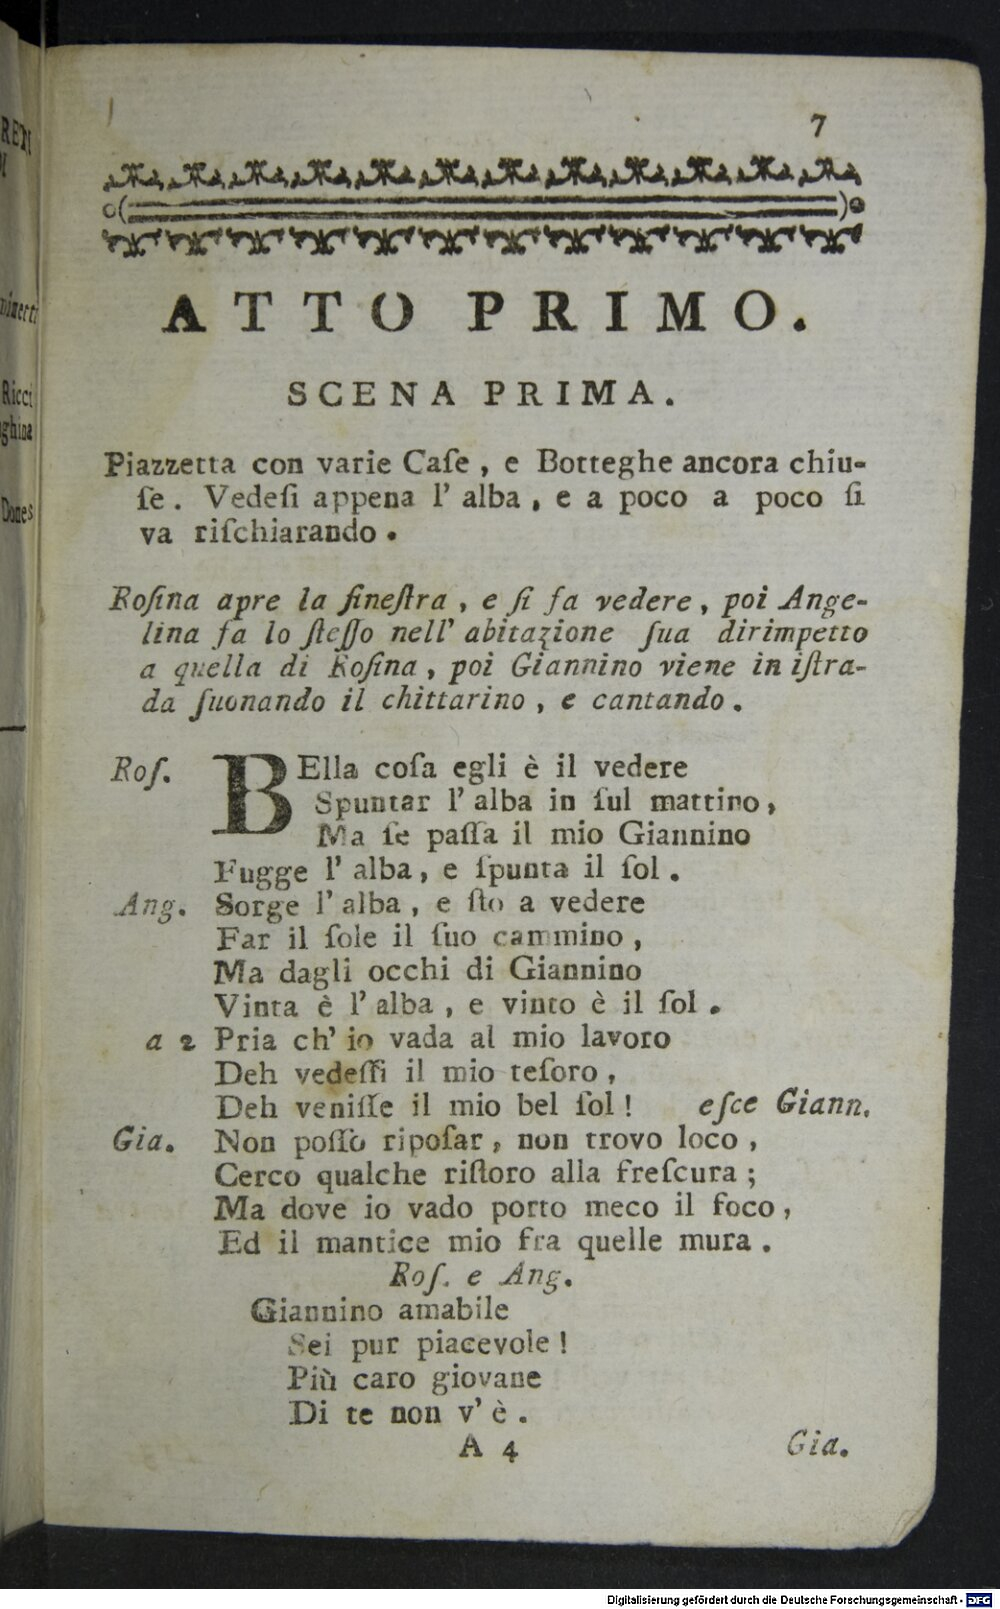 7
ATTO PRIMO.
SCENA PRIMA.
Piazzetta con varie Caſe, e Botteghe ancora chiu-
ſe. Vedeſi appena l' alba, e a poco a poco ſi
va riſchiarando.
Roſina apre la fineſtra, e ſi fa vedere, poi Ange-
lina fa lo ſteſſo nell' abitazione ſua dirimpetto
a quella di Roſina, poi Giannino viene in iſtra-
da ſuonando il chittarino, e cantando.
Roſ. BElla coſa egli è il vedere
Spuntar l' alba in ſul mattino,
Ma ſe paſſa il mio Giannino
Fugge l' alba, e ſpunta il ſol.
Ang. Sorge l' alba, e ſto a vedere
Far il ſole il ſuo cammino,
Ma dagli occhi di Giannino
Vinta è l' alba, e vinto è il ſol.
a 2 Pria ch' io vada al mio lavoro
Deh vedeſſi il mio teſoro,
Deh veniſſe il mio bel ſol! eſce Giann.
Gia. Non poſſo ripoſar, non trovo loco,
Cerco qualche riſtoro alla freſcura;
Ma dove io vado porto meco il foco,
Ed il mantice mio fra quelle mura.
Roſ. e Ang.
Giannino amabile
Sei pur piacevole!
Più caro giovane
Di te non v' è.
A 4 Gia.
RETI
Ricci
ghina
Dones
Digitalisierung gefördert durch die Deutsche Forschungsgemeinschaft - DFG